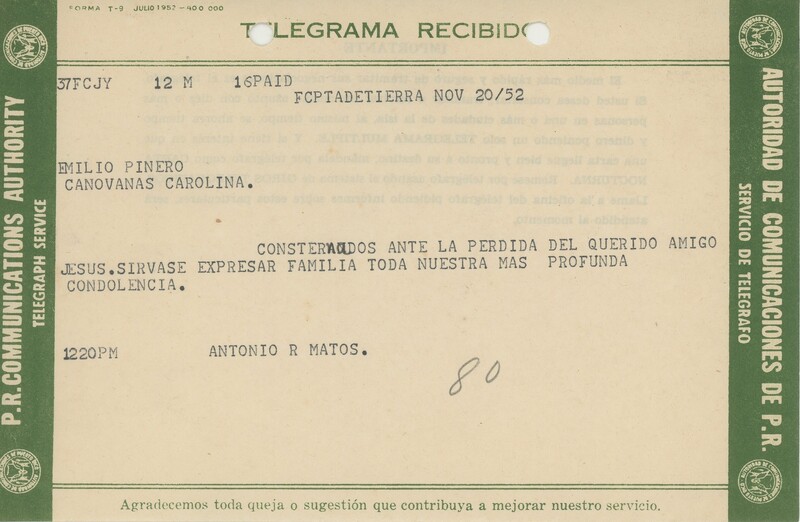 FORMA T-9 JULIO 1952-400 000
TELEGRAMA RECIBIDO
37FCJY 12 M 16PAID
FCPTADETIERRA NOV 20/52
EMILIO PINERO
CANOVANAS CAROLINA.
CONSTERNADOS ANTE LA PERDIDA DEL QUERIDO AMIGO
JESUS.SIRVASE EXPRESAR FAMILIA TODA NUESTRA MAS PROFUNDA
CONDOLENCIA.
1220PM ANTONIO R MATOS.
80
Agradecemos toda queja o sugestión que contribuya a mejorar nuestro servicio.
P.R. COMMUNICATIONS AUTHORITY
TELEGRAPH SERVICE
AUTORIDAD DE COMUNICACIONES DE P.R.
SERVICIO DE TELEGRAFO